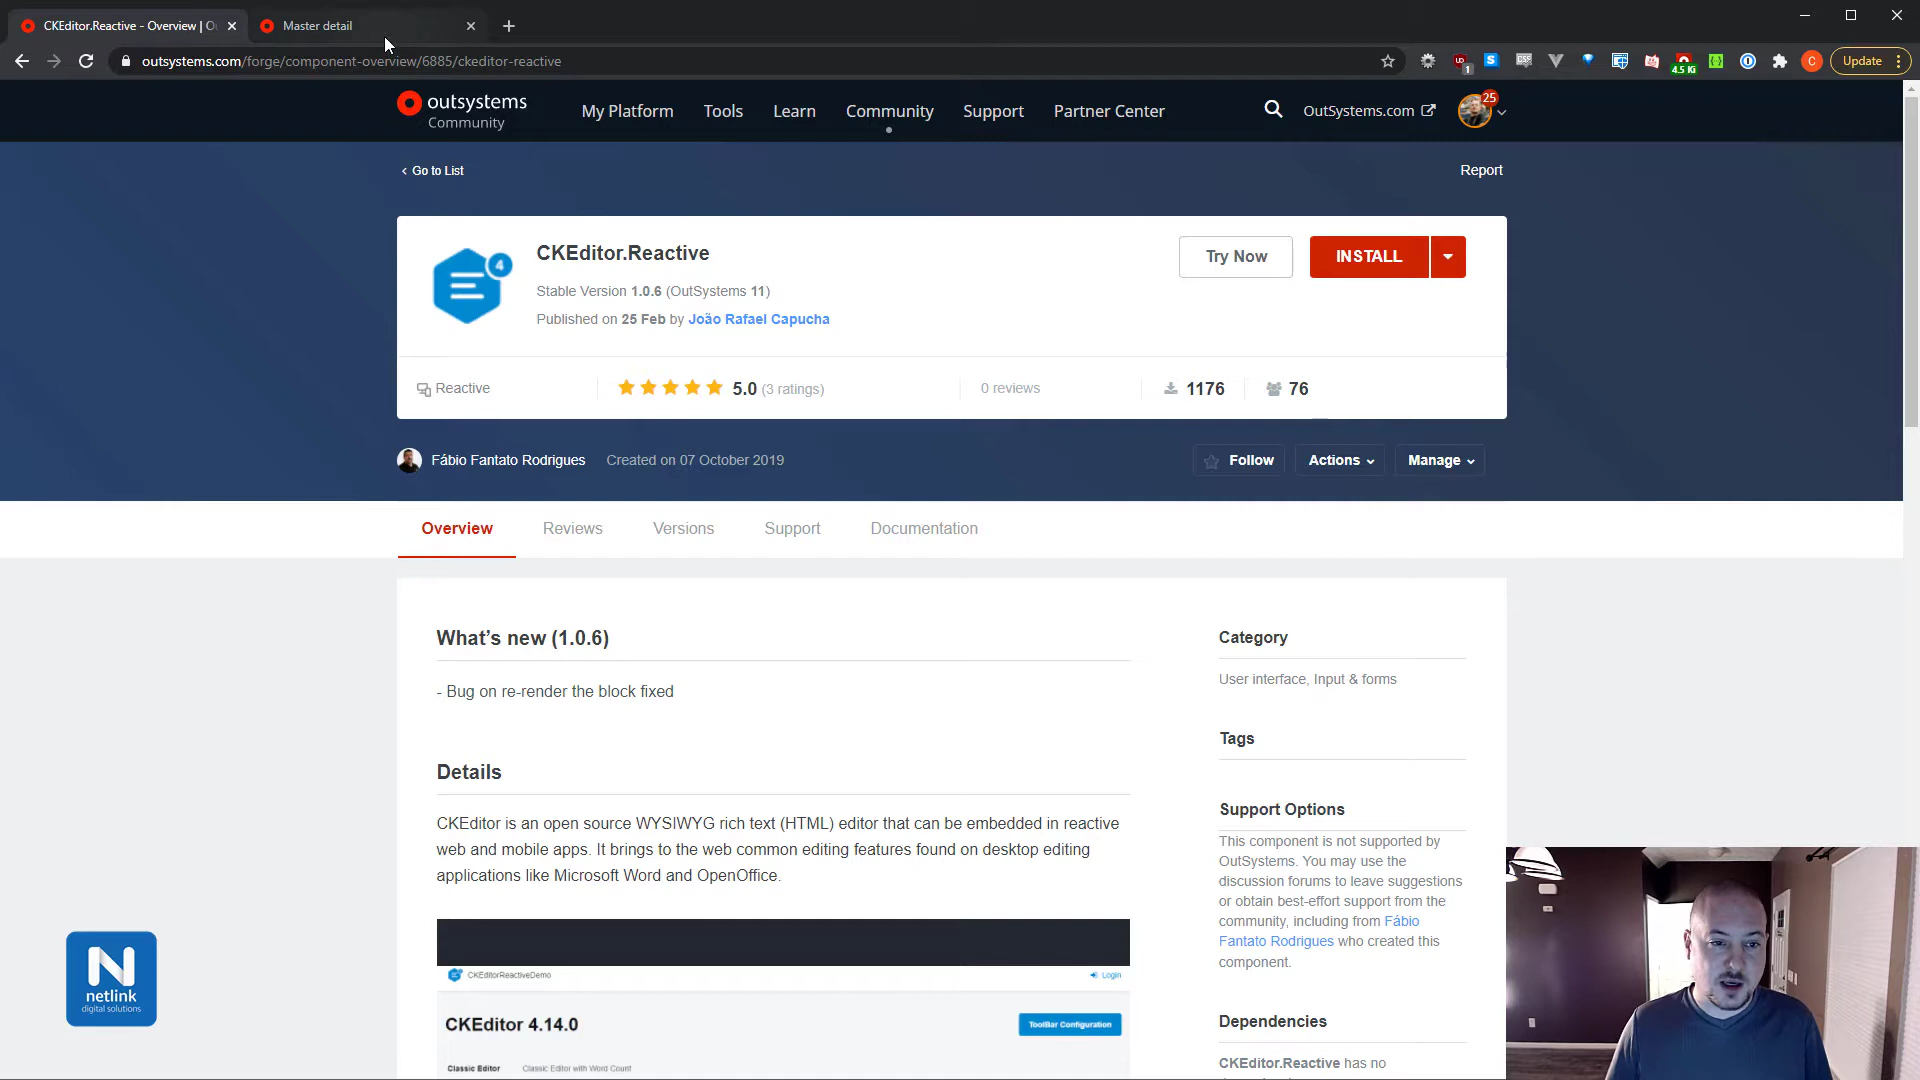 CKEditor.Reactive - Overview | O
Master detail
outsystems.com/forge/component-overview/6885/ckeditor-reactive
1
4.5 Ki
C
Update
outsystems
Community
My Platform
Tools
Learn
Community
Support
Partner Center
OutSystems.com
25
Go to List
Report
4
CKEditor.Reactive
Stable Version 1.0.6 (OutSystems 11)
Published on 25 Feb by João Rafael Capucha
Try Now
INSTALL
Reactive
5.0 (3 ratings)
0 reviews
1176
76
Fábio Fantato Rodrigues
Created on 07 October 2019
Follow
Actions
Manage
Overview
Reviews
Versions
Support
Documentation
What's new (1.0.6)
- Bug on re-render the block fixed
Details
CKEditor is an open source WYSIWYG rich text (HTML) editor that can be embedded in reactive
web and mobile apps. It brings to the web common editing features found on desktop editing
applications like Microsoft Word and OpenOffice.
CKEditorReactiveDemo
Login
CKEditor 4.14.0
ToolBar Configuration
Classic Editor
Classic Editor with Word Count
Category
User interface, Input & forms
Tags
Support Options
This component is not supported by
OutSystems. You may use the
discussion forums to leave suggestions
or obtain best-effort support from the
community, including from Fábio
Fantato Rodrigues who created this
component.
Dependencies
CKEditor.Reactive has no
N
netlink
digital solutions